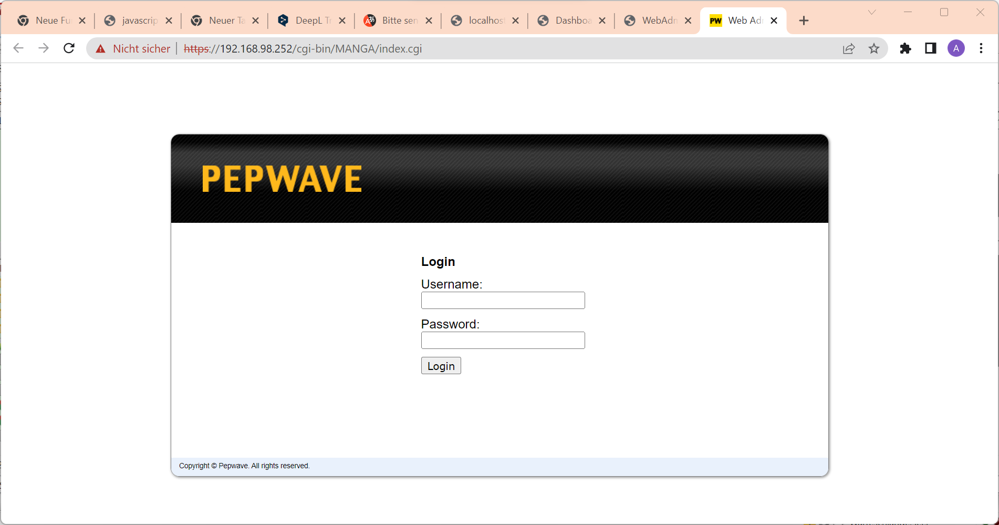 Neue Fu
javascrip
Neuer Ta
DeepL Tr
Bitte sen
localhost
Dashboa
WebAdm
PW Web Ad
Nicht sicher https://192.168.98.252/cgi-bin/MANGA/index.cgi
A
PEPWAVE
Login
Username:
Password:
Login
Copyright © Pepwave. All rights reserved.